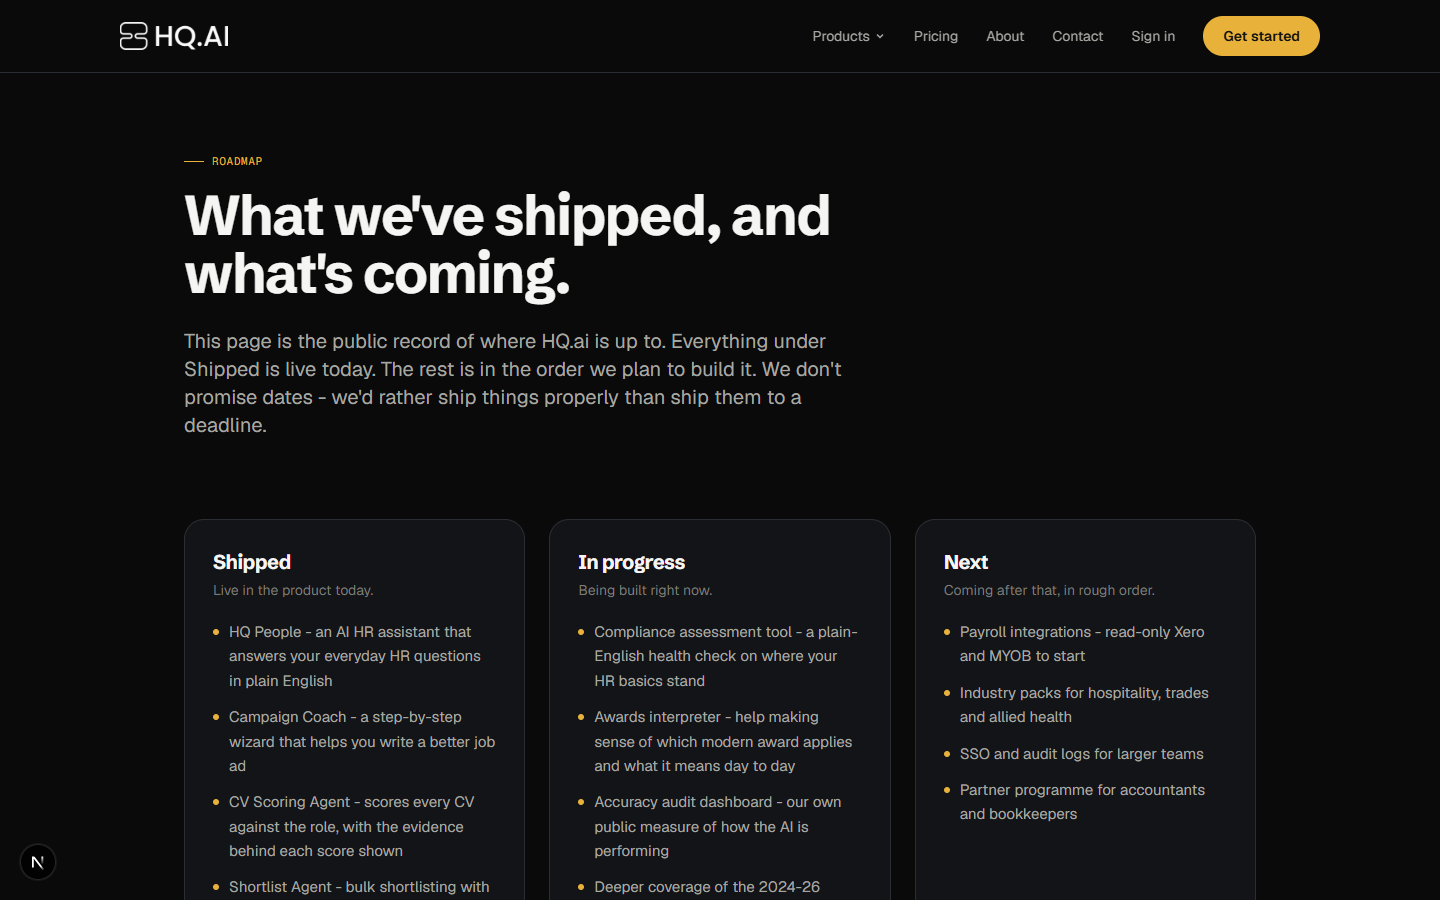 HQ.AI
Products
Pricing
About
Contact
Sign in
Get started
ROADMAP
What we've shipped, and
what's coming.
This page is the public record of where HQ.ai is up to. Everything under
Shipped is live today. The rest is in the order we plan to build it. We don't
promise dates - we'd rather ship things properly than ship them to a
deadline.
Shipped
Live in the product today.
HQ People - an AI HR assistant that
answers your everyday HR questions
in plain English
Campaign Coach - a step-by-step
wizard that helps you write a better job
ad
CV Scoring Agent - scores every CV
against the role, with the evidence
behind each score shown
Shortlist Agent - bulk shortlisting with
In progress
Being built right now.
Compliance assessment tool - a plain-
English health check on where your
HR basics stand
Awards interpreter - help making
sense of which modern award applies
and what it means day to day
Accuracy audit dashboard - our own
public measure of how the AI is
performing
Deeper coverage of the 2024-26
Next
Coming after that, in rough order.
Payroll integrations - read-only Xero
and MYOB to start
Industry packs for hospitality, trades
and allied health
SSO and audit logs for larger teams
Partner programme for accountants
and bookkeepers
N